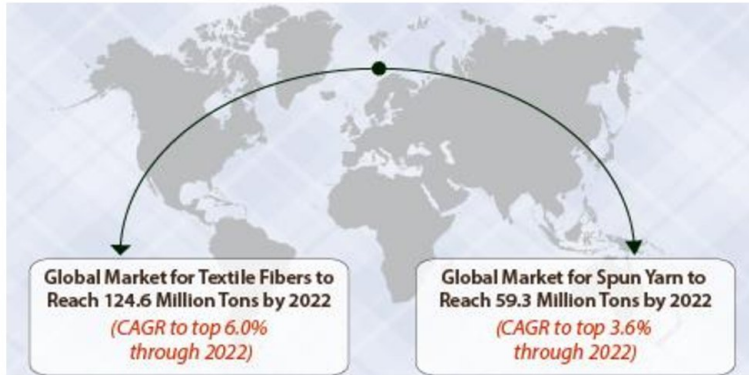 Global Market for Textile Fibers to
Reach 124.6 Million Tons by 2022
(CAGR to top 6.0%
through 2022)
Global Market for Spun Yarn to
Reach 59.3 Million Tons by 2022
(CAGR to top 3.6%
through 2022)